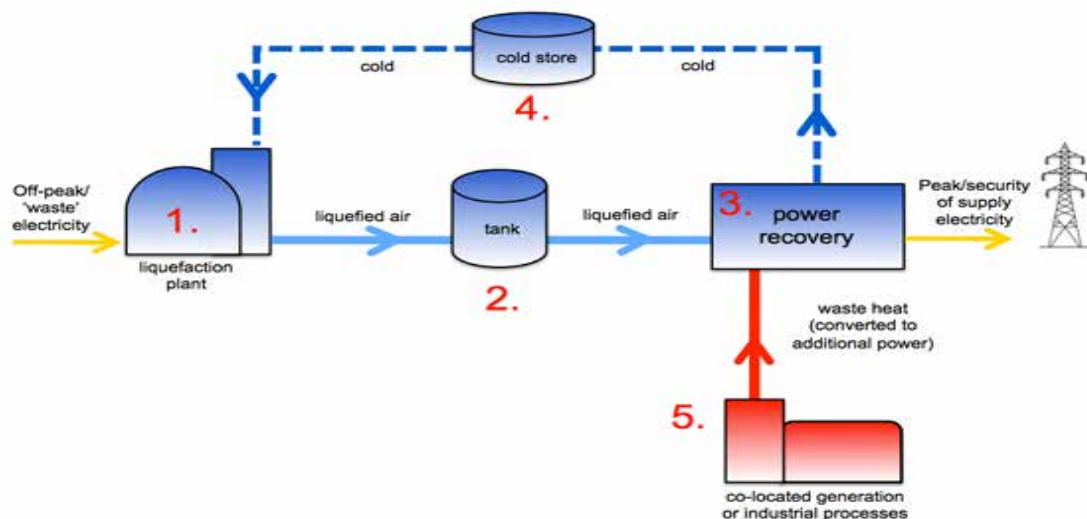 cold
cold store
cold
4.
Off-peak/
'waste'
electricity
1.
liquefaction
plant
liquefied air
tank
2.
liquefied air
3.
power
recovery
Peak/security
of supply
electricity
waste heat
(converted to
additional power)
5.
co-located generation
or industrial processes